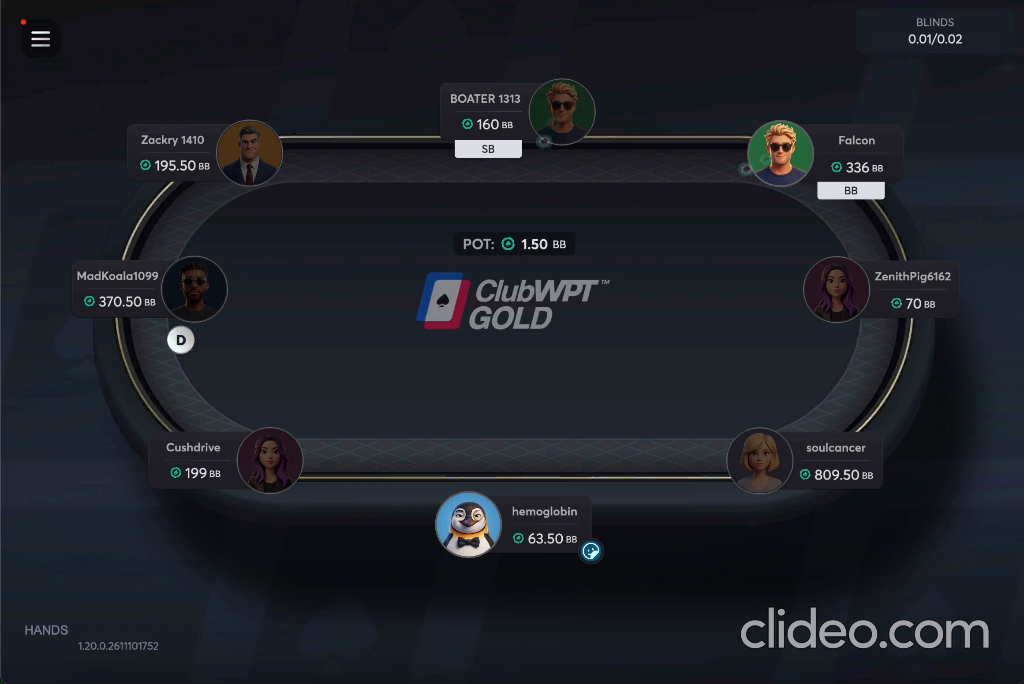 BLINDS
0.01/0.02
BOATER 1313
160 BB
SB
Zackry 1410
195.50 BB
Falcon
336 BB
BB
POT: 1.50 BB
MadKoala1099
370.50 BB
D
ClubWPT™
GOLD
ZenithPig6162
70 BB
Cushdrive
199 BB
soulcancer
809.50 BB
hemoglobin
63.50 BB
HANDS
1.20.0.2611101752
clideo.com